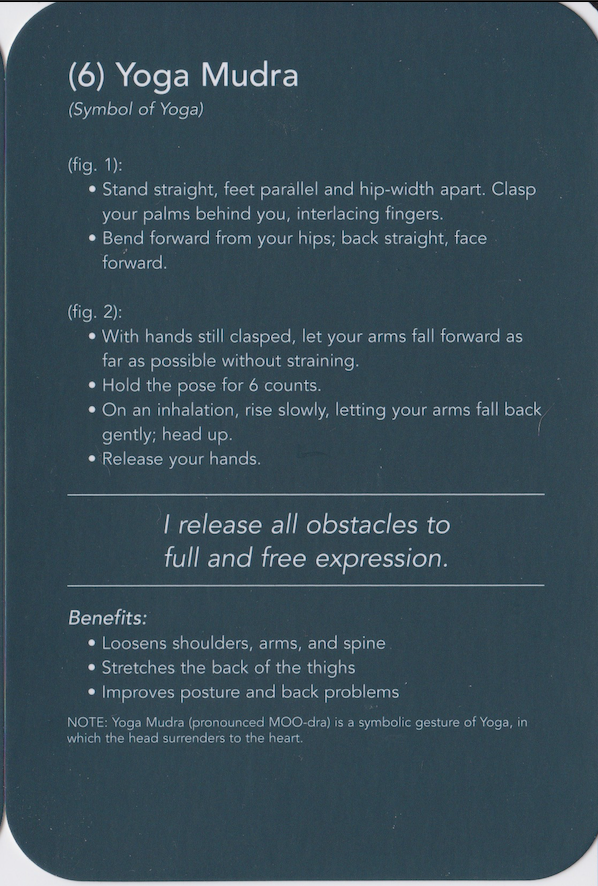 (6) Yoga Mudra
(Symbol of Yoga)
(fig. 1):
• Stand straight, feet parallel and hip-width apart. Clasp
your palms behind you, interlacing fingers.
• Bend forward from your hips; back straight, face
forward.
(fig. 2):
• With hands still clasped, let your arms fall forward as
far as possible without straining.
• Hold the pose for 6 counts.
• On an inhalation, rise slowly, letting your arms fall back
gently; head up.
• Release your hands.
I release all obstacles to
full and free expression.
Benefits:
• Loosens shoulders, arms, and spine
• Stretches the back of the thighs
• Improves posture and back problems
NOTE: Yoga Mudra (pronounced MOO-dra) is a symbolic gesture of Yoga, in
which the head surrenders to the heart.